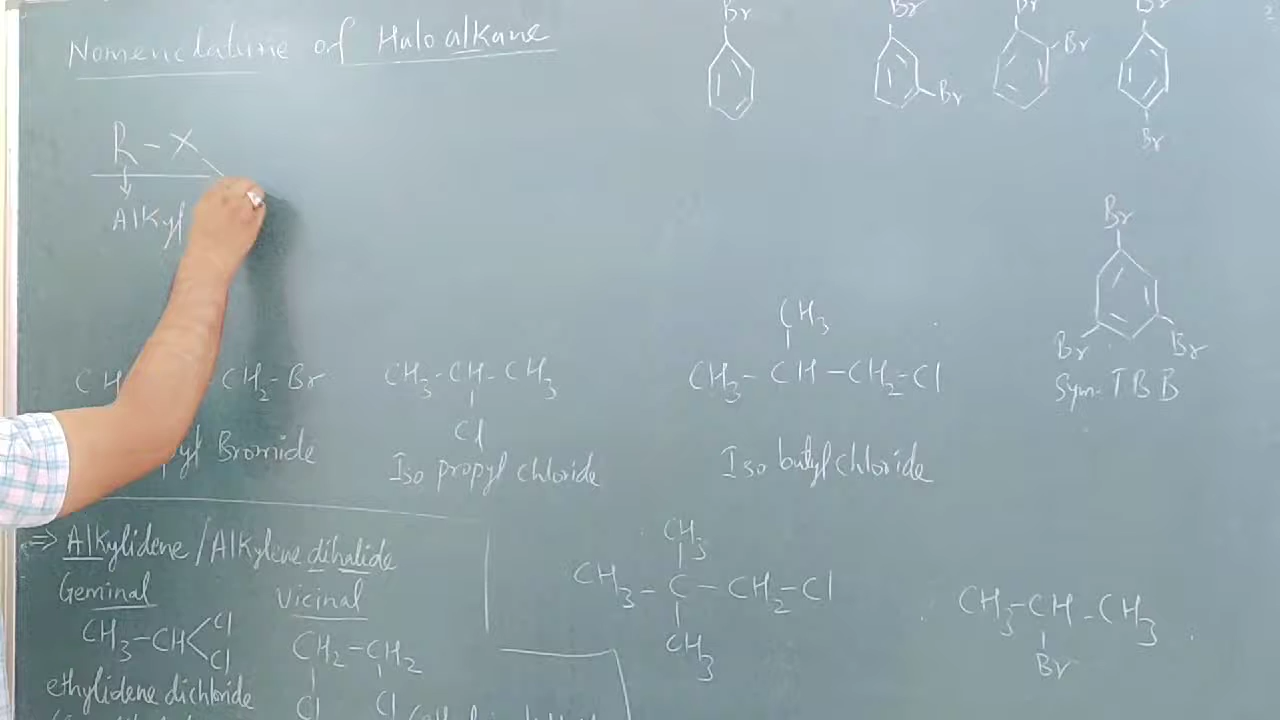 Nomenclature of Haloalkane
R - X
Alkyl
CH CH2-Br
pyl Bromide
CH3-CH-CH3
Cl
Iso propyl chloride
CH3
CH3-CH-CH2-Cl
Iso butyl chloride
Br
Br
Br
Br
Br
Br
Br
Br
Br
Br
Sym. TBB
=> Alkylidene/Alkylene dihalide
Geminal
CH3-CH<Cl
Cl
ethylidene dichloride
Vicinal
CH2-CH2
Cl Cl
CH3
CH3-C-CH2-Cl
CH3
CH3-CH-CH3
Br